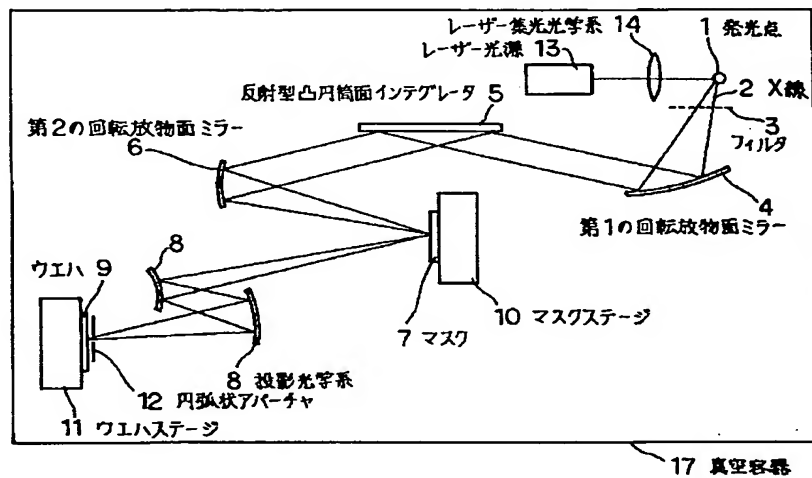 レーザー集光光学系
レーザー光源 13
14
1 発光点
2 X線
3
フィルタ
反射型凸円筒面インテグレータ
5
第2の回転放物面ミラー
6
4
第1の回転放物面ミラー
8
ウエハ 9
10 マスクステージ
7 マスク
8 投影光学系
12 円弧状アパーチャ
11 ウエハステージ
17 真空容器